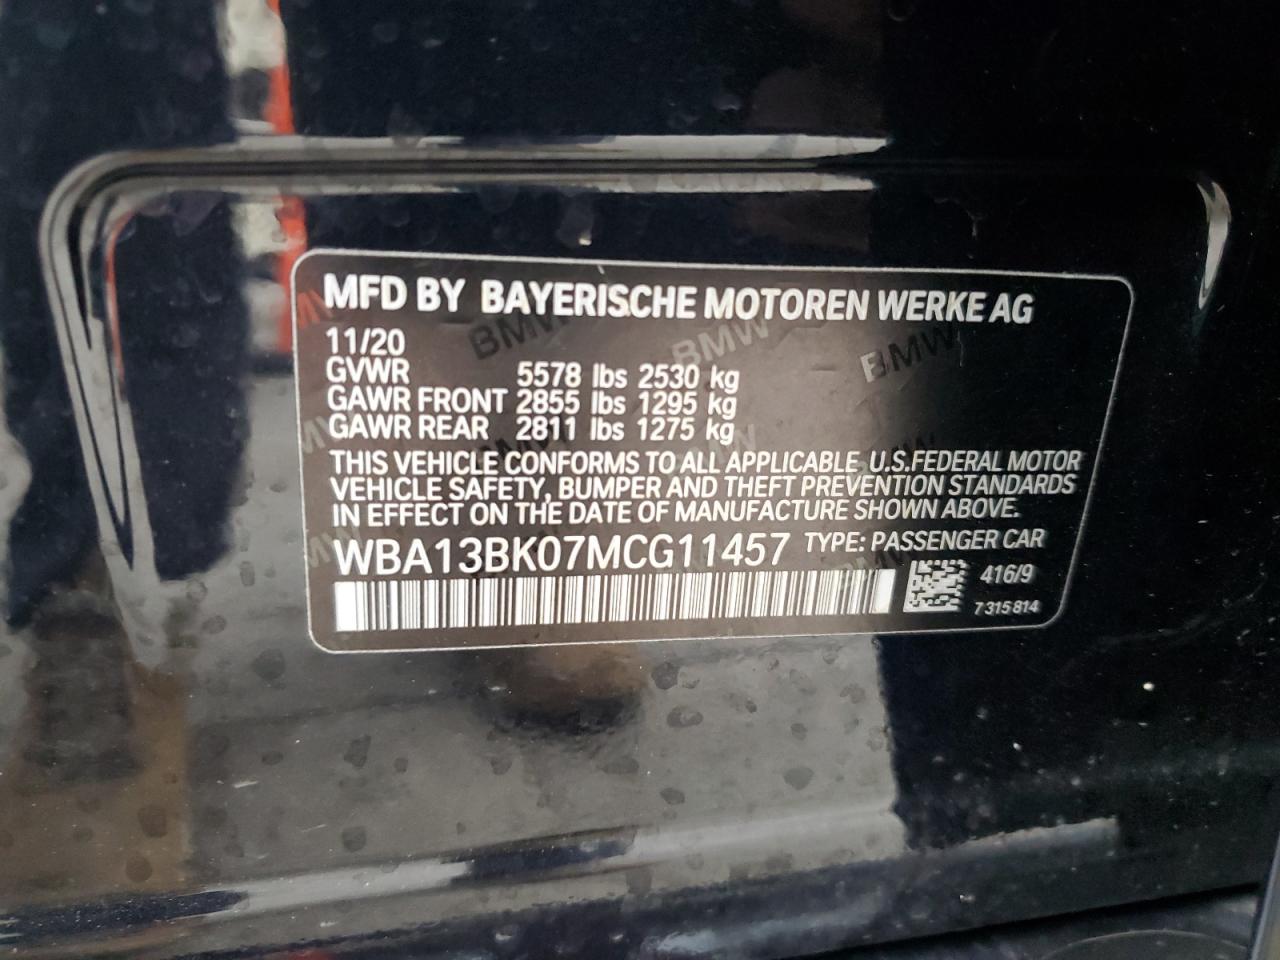 MFD BY BAYERISCHE MOTOREN WERKE AG
11/20
GVWR 5578 lbs 2530 kg
GAWR FRONT 2855 lbs 1295 kg
GAWR REAR 2811 lbs 1275 kg
THIS VEHICLE CONFORMS TO ALL APPLICABLE U.S.FEDERAL MOTOR
VEHICLE SAFETY, BUMPER AND THEFT PREVENTION STANDARDS
IN EFFECT ON THE DATE OF MANUFACTURE SHOWN ABOVE.
WBA13BK07MCG11457 TYPE: PASSENGER CAR
416/9
7 315 814
BMW BMW BMW